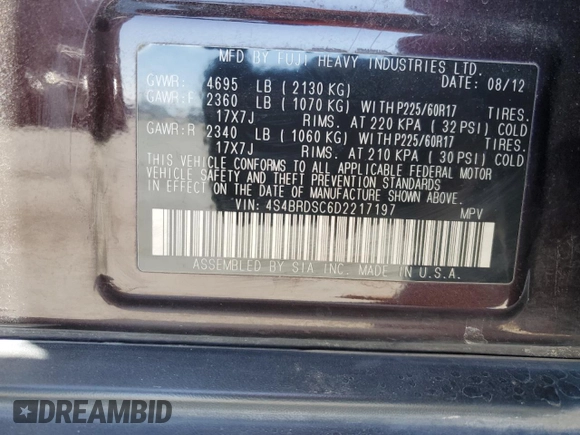 MFD BY FUJI HEAVY INDUSTRIES LTD.
GVWR: 4695 LB (2130 KG) DATE: 08/12
GAWR:F 2360 LB (1070 KG) WITH P225/60R17 TIRES.
17X7J RIMS. AT 220 KPA (32 PSI) COLD
GAWR:R 2340 LB (1060 KG) WITH P225/60R17 TIRES.
17X7J RIMS. AT 210 KPA (30 PSI) COLD
THIS VEHICLE CONFORMS TO ALL APPLICABLE FEDERAL MOTOR
VEHICLE SAFETY AND THEFT PREVENTION STANDARDS
IN EFFECT ON THE DATE OF MANUFACTURE SHOWN ABOVE.
VIN: 4S4BRDSC6D2217197 MPV
ASSEMBLED BY SIA INC. MADE IN U.S.A.
DREAMBID